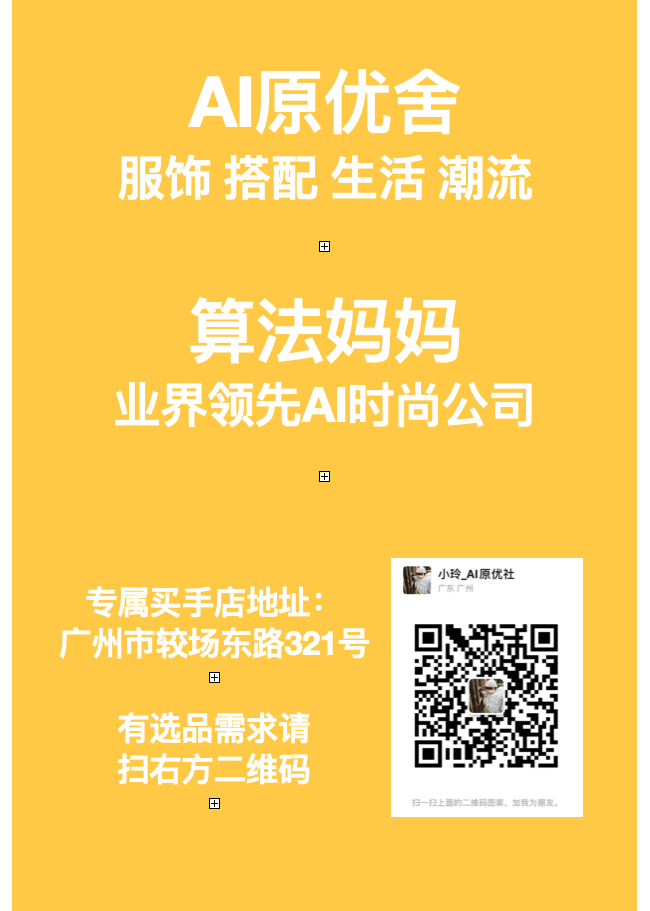 AI原优舍
服饰 搭配 生活 潮流
算法妈妈
业界领先AI时尚公司
专属买手店地址：
广州市较场东路321号
有选品需求请
扫右方二维码
小玲_AI原优社
广东 广州
扫一扫上面的二维码图案，加我为朋友。